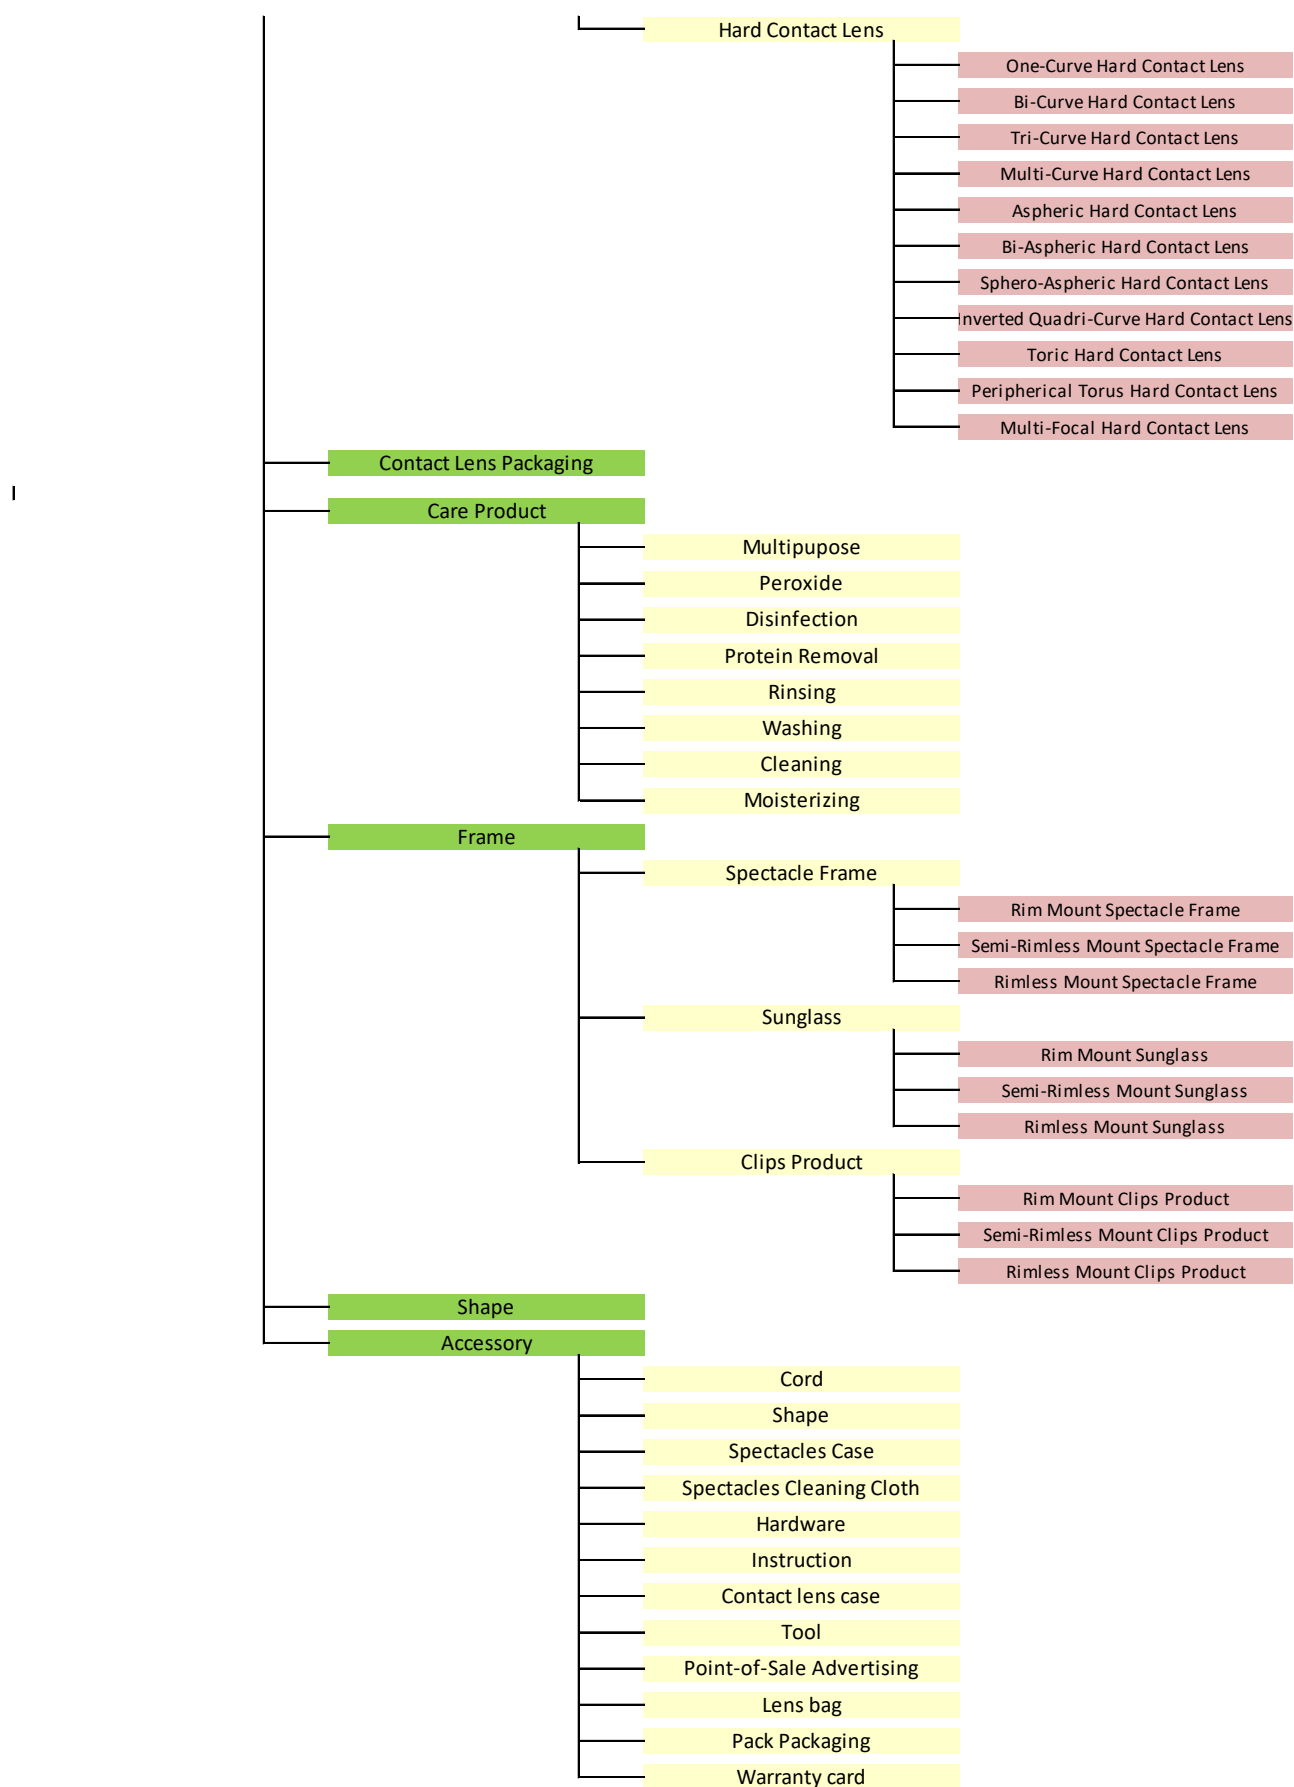 Hard Contact Lens
One-Curve Hard Contact Lens
Bi-Curve Hard Contact Lens
Tri-Curve Hard Contact Lens
Multi-Curve Hard Contact Lens
Aspheric Hard Contact Lens
Bi-Aspheric Hard Contact Lens
Sphero-Aspheric Hard Contact Lens
nverted Quadri-Curve Hard Contact Lens
Toric Hard Contact Lens
Peripherical Torus Hard Contact Lens
Multi-Focal Hard Contact Lens
Contact Lens Packaging
Care Product
Multipupose
Peroxide
Disinfection
Protein Removal
Rinsing
Washing
Cleaning
Moisterizing
Frame
Spectacle Frame
Rim Mount Spectacle Frame
Semi-Rimless Mount Spectacle Frame
Rimless Mount Spectacle Frame
Sunglass
Rim Mount Sunglass
Semi-Rimless Mount Sunglass
Rimless Mount Sunglass
Clips Product
Rim Mount Clips Product
Semi-Rimless Mount Clips Product
Rimless Mount Clips Product
Shape
Accessory
Cord
Shape
Spectacles Case
Spectacles Cleaning Cloth
Hardware
Instruction
Contact lens case
Tool
Point-of-Sale Advertising
Lens bag
Pack Packaging
Warranty card